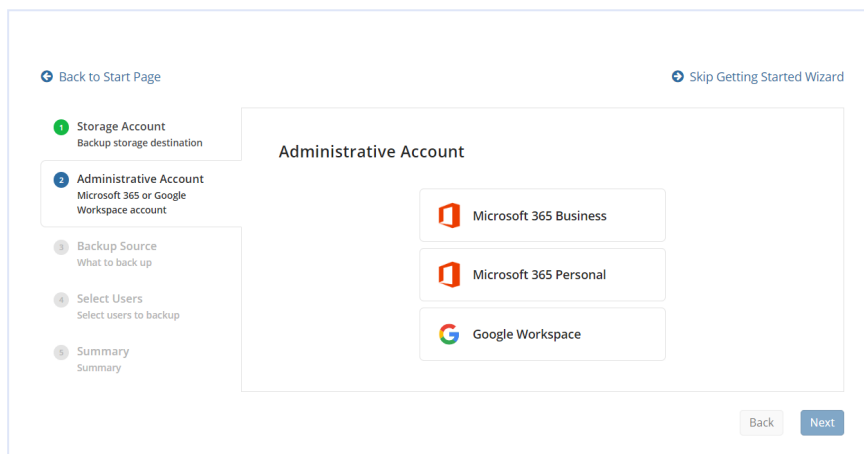 Back to Start Page
Skip Getting Started Wizard
1
Storage Account
Backup storage destination
2
Administrative Account
Microsoft 365 or Google
Workspace account
3
Backup Source
What to back up
4
Select Users
Select users to backup
5
Summary
Summary
Administrative Account
Microsoft 365 Business
Microsoft 365 Personal
Google Workspace
Back
Next